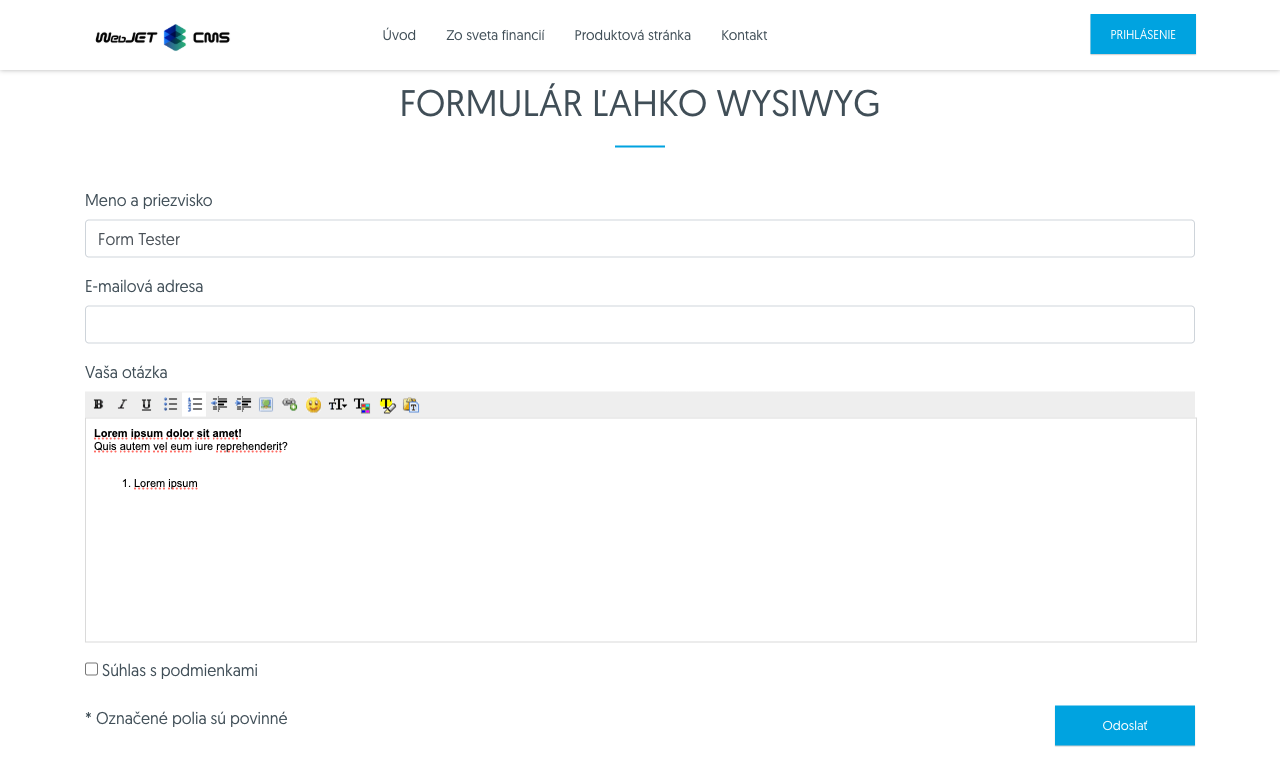 WebJET CMS
Úvod Zo sveta financií Produktová stránka Kontakt
PRIHLÁSENIE
FORMULÁR ĽAHKO WYSIWYG
Meno a priezvisko
Form Tester
E-mailová adresa
Vaša otázka
B I U
Lorem ipsum dolor sit amet!
Quis autem vel eum iure reprehenderit?
1. Lorem ipsum
Súhlas s podmienkami
* Označené polia sú povinné
Odoslať